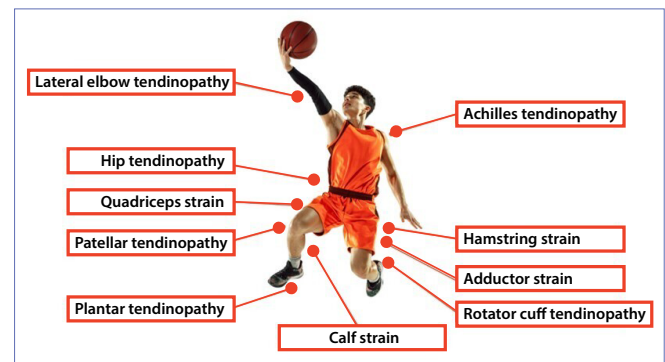 Lateral elbow tendinopathy
Achilles tendinopathy
Hip tendinopathy
Quadriceps strain
Patellar tendinopathy
Hamstring strain
Adductor strain
Plantar tendinopathy
Rotator cuff tendinopathy
Calf strain